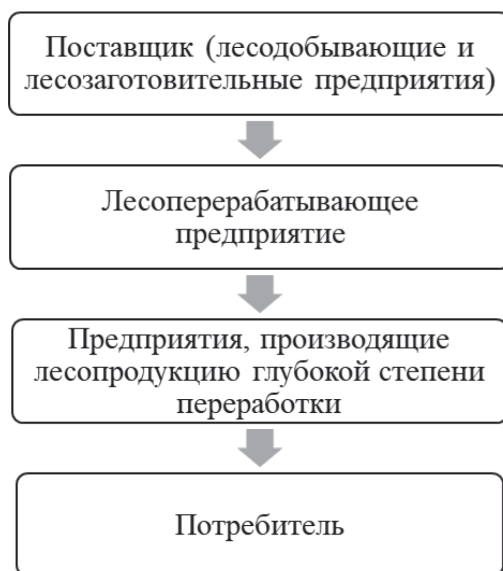 Поставщик (лесодобывающие и
лесозаготовительные предприятия)
Лесоперерабатывающее
предприятие
Предприятия, производящие
лесопродукцию глубокой степени
переработки
Потребитель